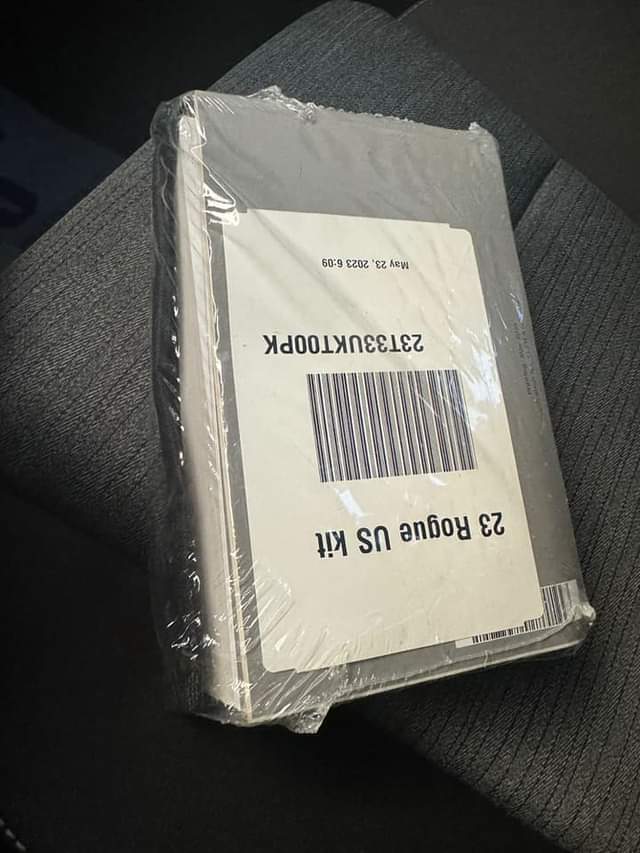 23 Rogue US kit
23T33UKT00PK
May 23, 2023 6:09